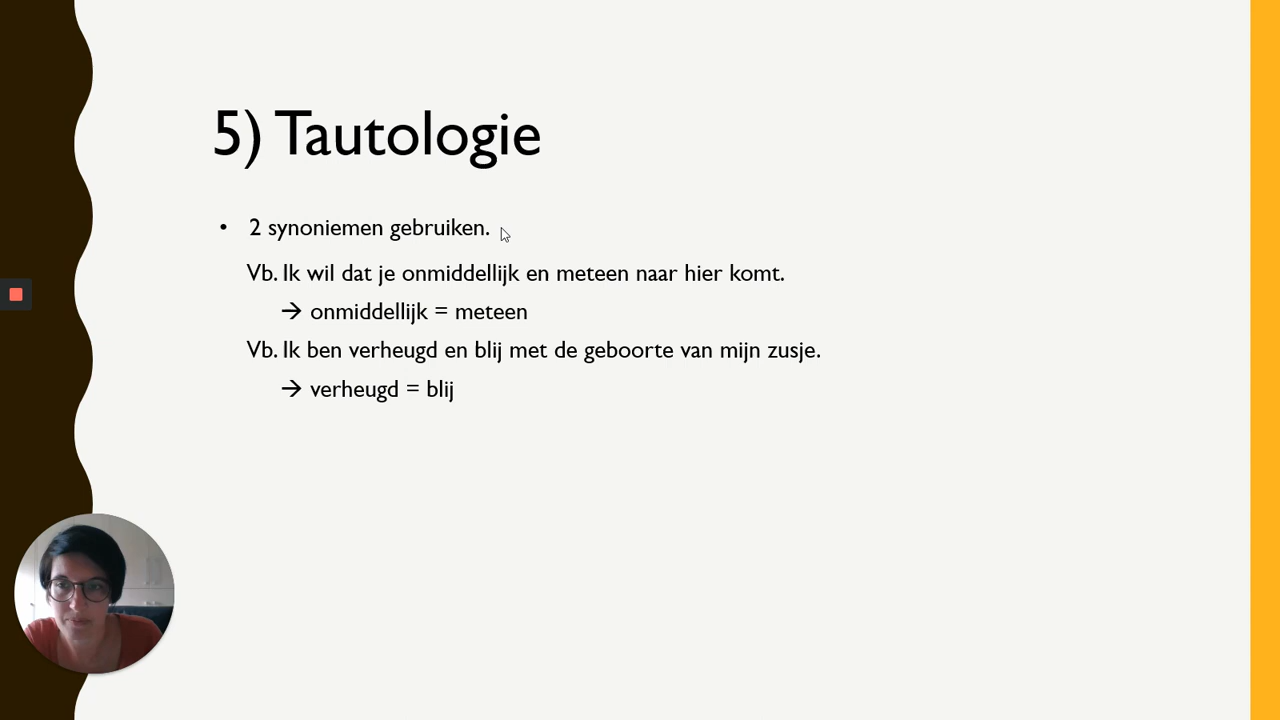 5) Tautologie
• 2 synoniemen gebruiken.
Vb. Ik wil dat je onmiddellijk en meteen naar hier komt.
→ onmiddellijk = meteen
Vb. Ik ben verheugd en blij met de geboorte van mijn zusje.
→ verheugd = blij